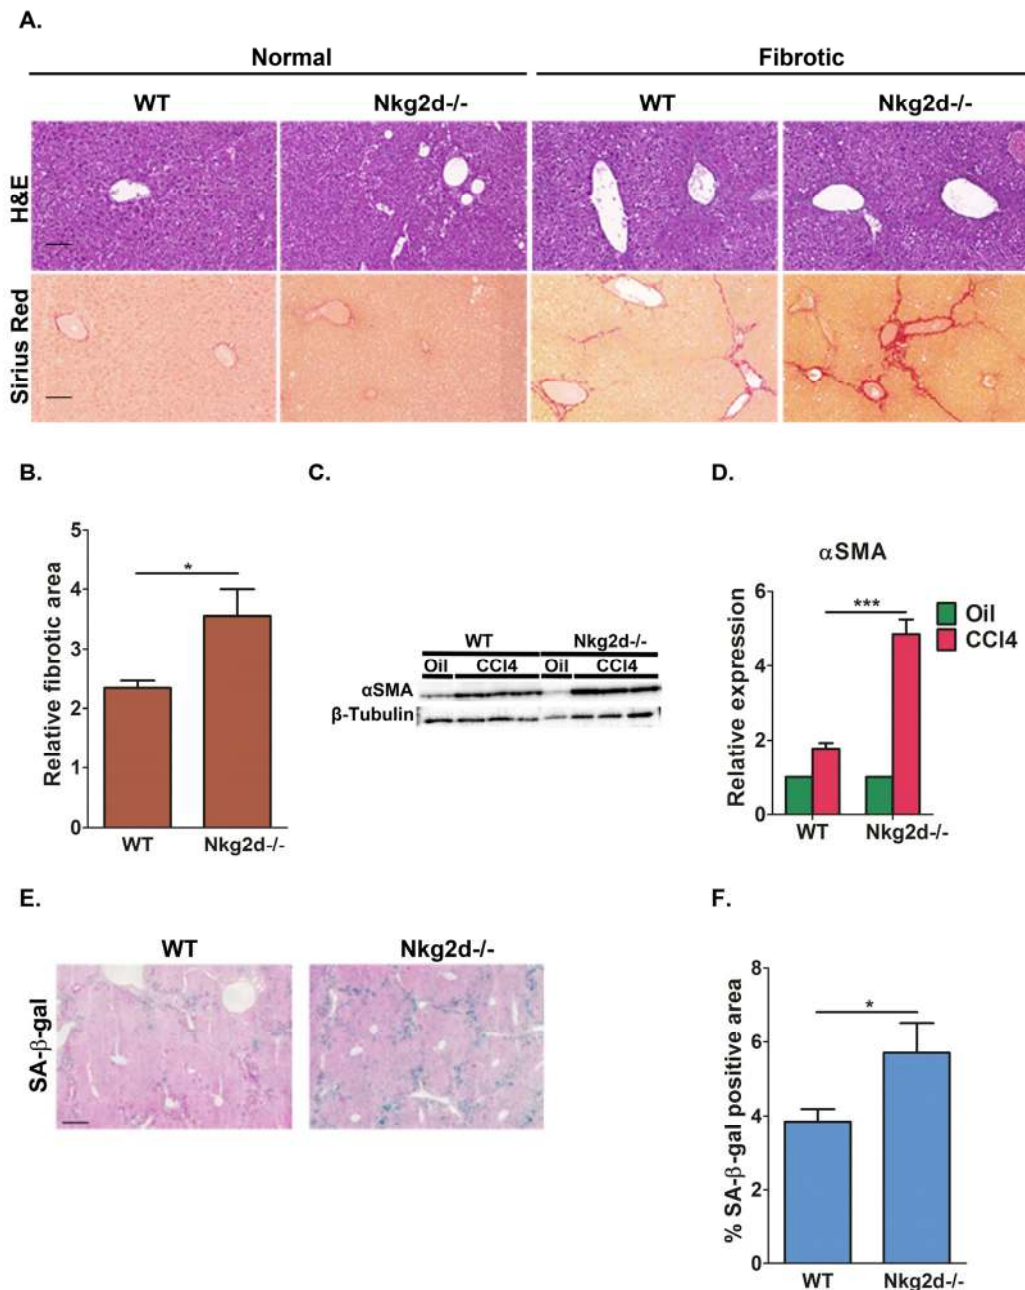 A.
Normal Fibrotic
WT Nkg2d-/- WT Nkg2d-/-
H&E
Sirius Red
B. C. D.
5
4
3
2
1
0
Relative fibrotic area
*
WT Nkg2d-/-
WT Nkg2d-/-
Oil CCl4 Oil CCl4
αSMA
β-Tubulin
αSMA
6
4
2
0
Relative expression
***
Oil
CCl4
WT Nkg2d-/-
E. F.
WT Nkg2d-/-
SA-β-gal
8
6
4
2
0
% SA-β-gal positive area
*
WT Nkg2d-/-